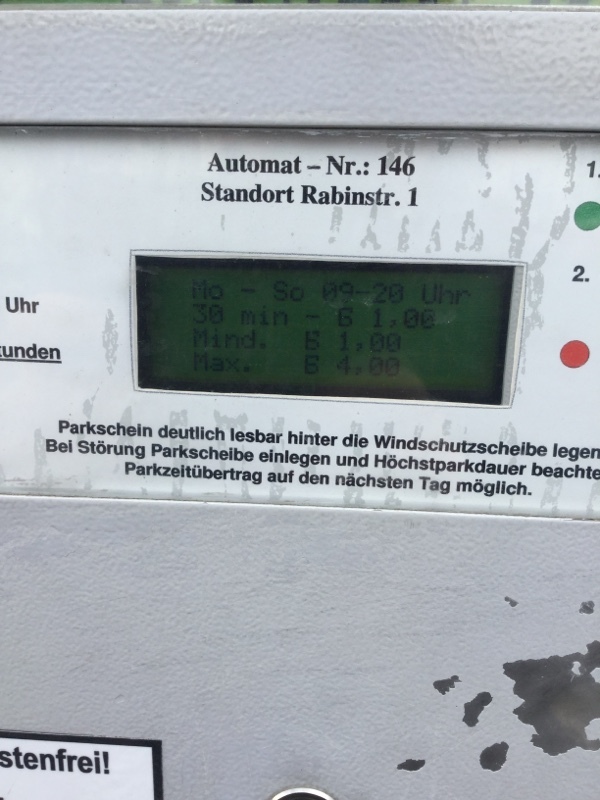 Automat – Nr.: 146
Standort Rabinstr. 1
1.
2.
Uhr
unden
Mo - So 09-20 Uhr
30 min - € 1,00
Mind. € 1,00
Max. € 4,00
Parkschein deutlich lesbar hinter die Windschutzscheibe legen
Bei Störung Parkscheibe einlegen und Höchstparkdauer beachte
Parkzeitübertrag auf den nächsten Tag möglich.
stenfrei!